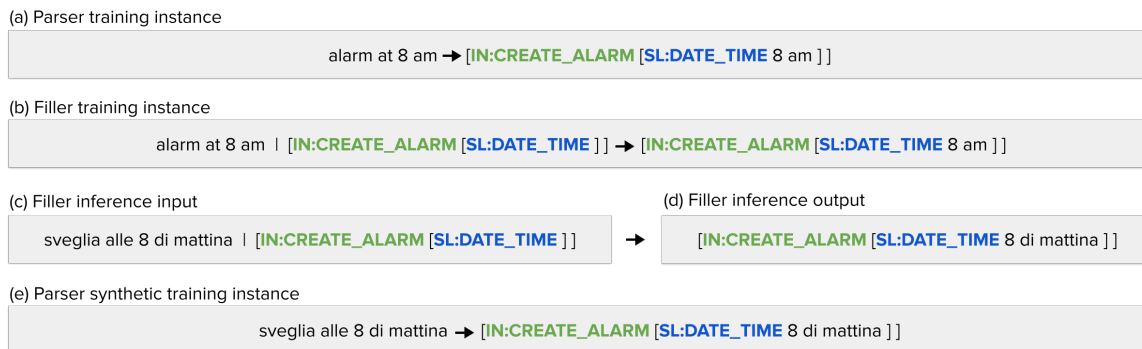 (a) Parser training instance
alarm at 8 am → [IN:CREATE_ALARM [SL:DATE_TIME 8 am ] ]
(b) Filler training instance
alarm at 8 am | [IN:CREATE_ALARM [SL:DATE_TIME ] ] → [IN:CREATE_ALARM [SL:DATE_TIME 8 am ] ]
(c) Filler inference input
(d) Filler inference output
sveglia alle 8 di mattina | [IN:CREATE_ALARM [SL:DATE_TIME ] ] → [IN:CREATE_ALARM [SL:DATE_TIME 8 di mattina ] ]
(e) Parser synthetic training instance
sveglia alle 8 di mattina → [IN:CREATE_ALARM [SL:DATE_TIME 8 di mattina ] ]